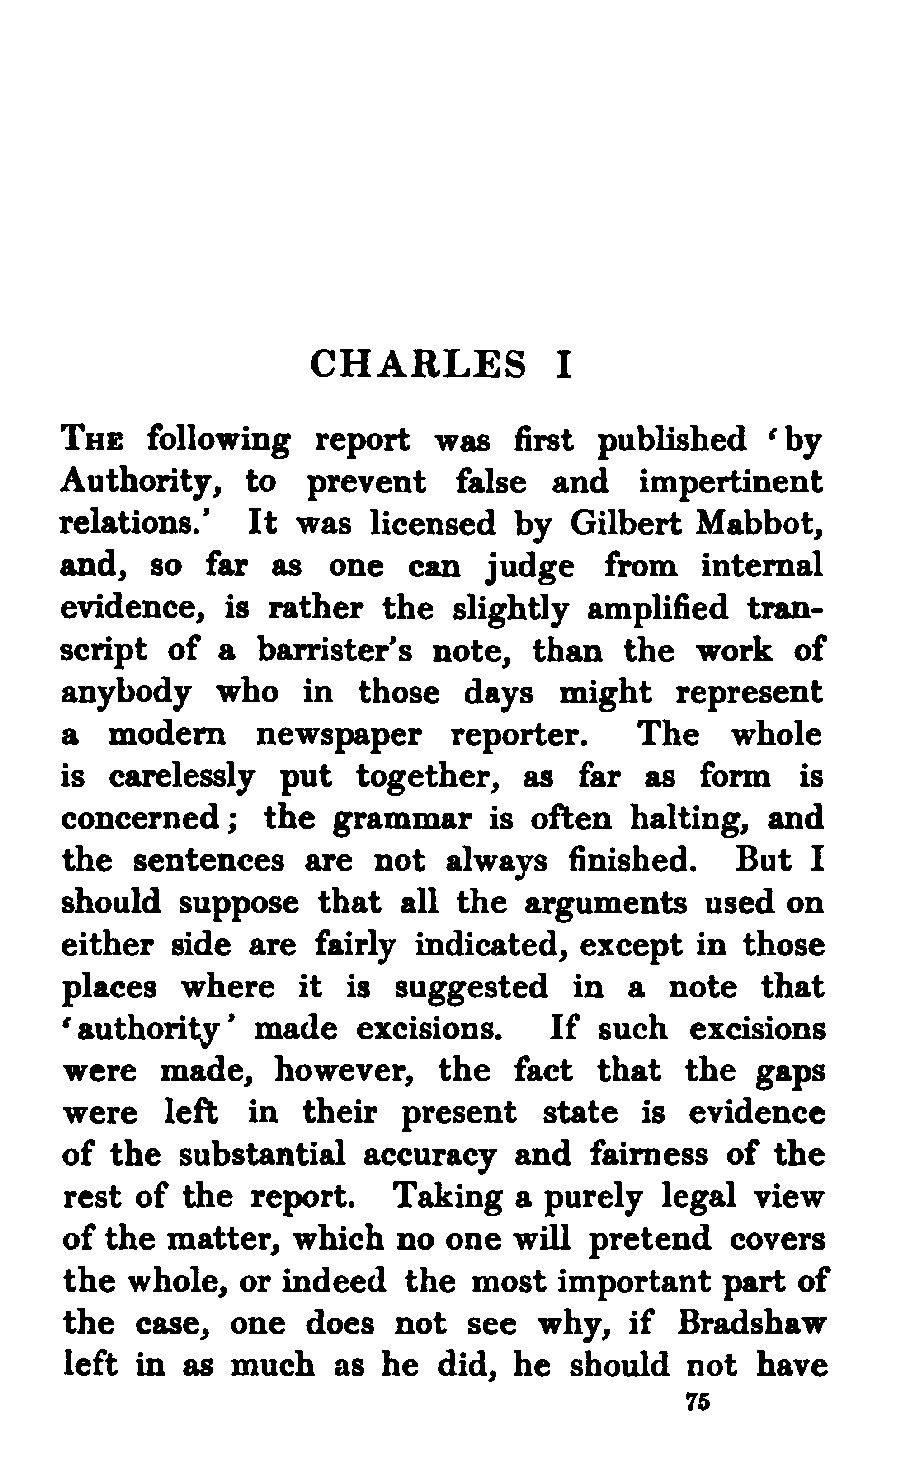 CHARLES I
THE following report was first published ‘by
Authority, to prevent false and impertinent
relations.’ It was licensed by Gilbert Mabbot,
and, so far as one can judge from internal
evidence, is rather the slightly amplified tran-
script of a barrister's note, than the work of
anybody who in those days might represent
a modern newspaper reporter. The whole
is carelessly put together, as far as form is
concerned; the grammar is often halting, and
the sentences are not always finished. But I
should suppose that all the arguments used on
either side are fairly indicated, except in those
places where it is suggested in a note that
‘authority’ made excisions. If such excisions
were made, however, the fact that the gaps
were left in their present state is evidence
of the substantial accuracy and fairness of the
rest of the report. Taking a purely legal view
of the matter, which no one will pretend covers
the whole, or indeed the most important part of
the case, one does not see why, if Bradshaw
left in as much as he did, he should not have
75